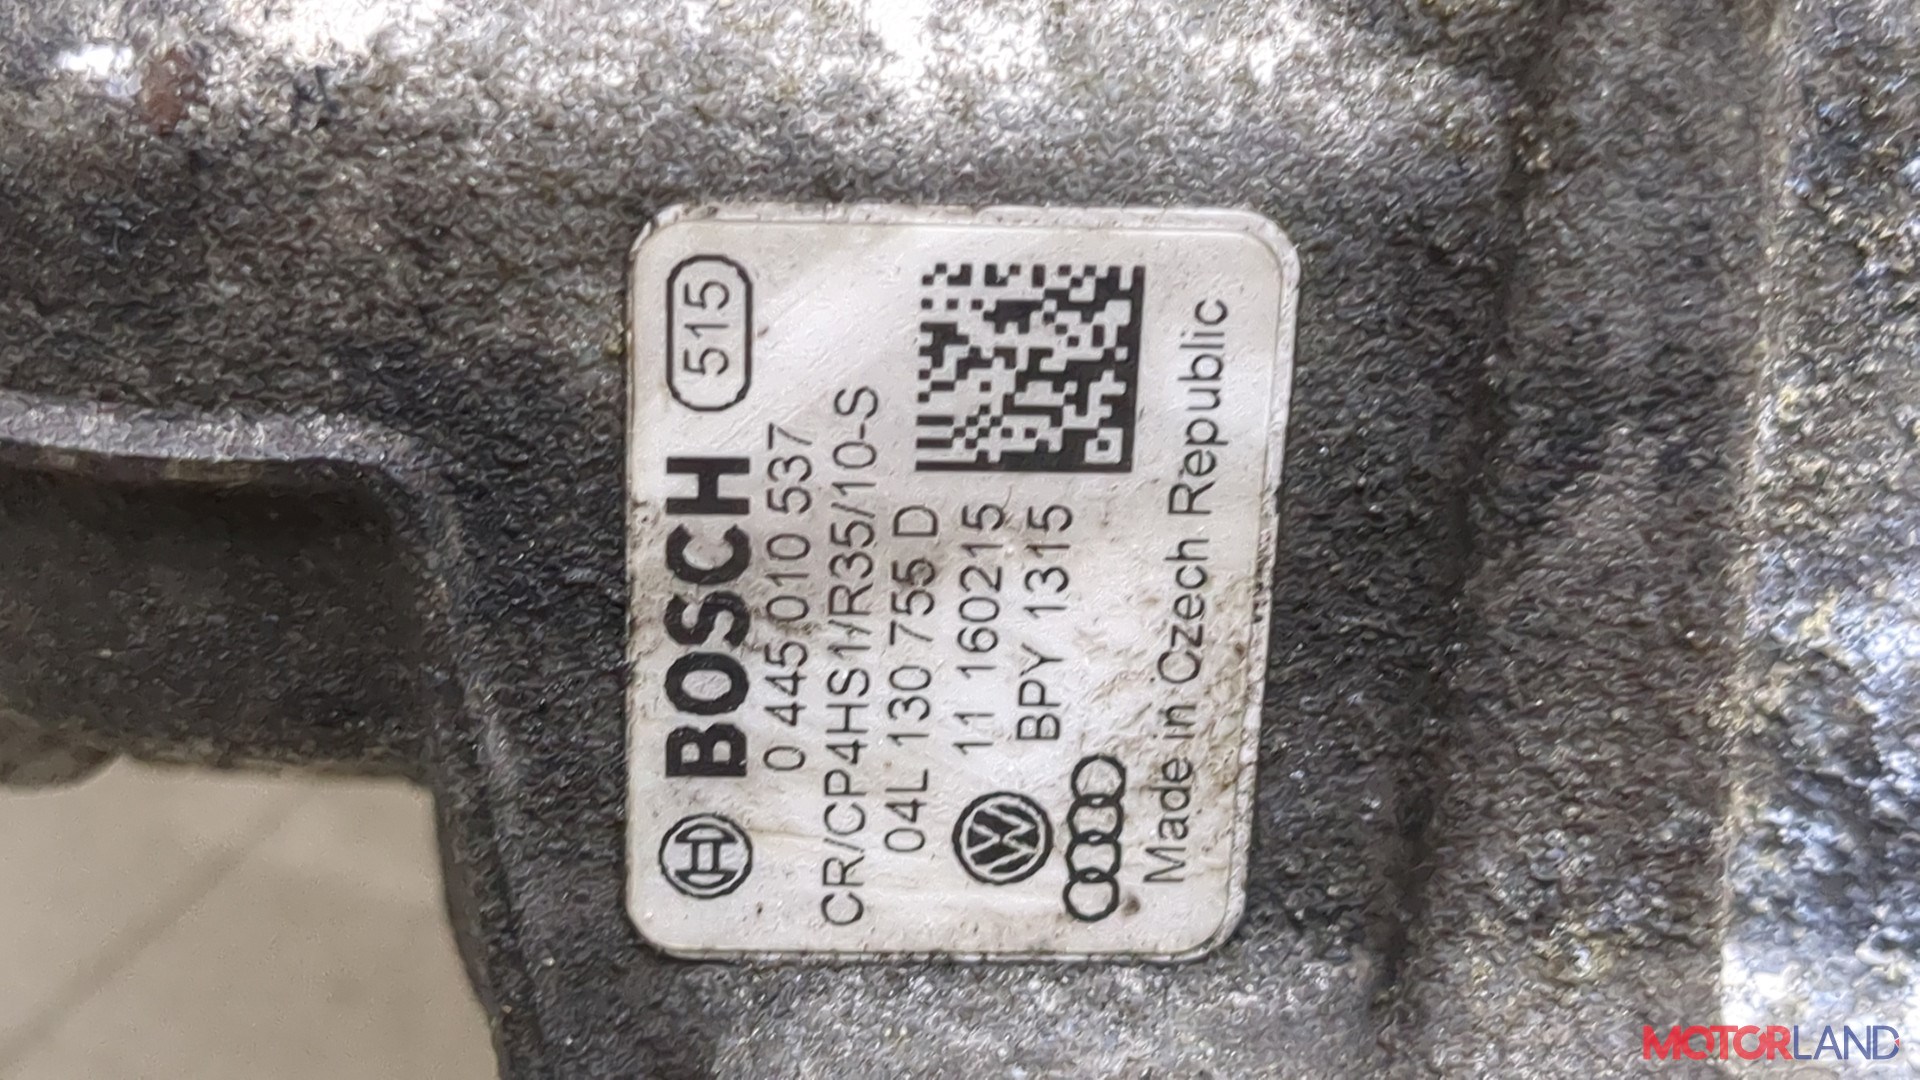 BOSCH 515
0 445 010 537
CR/CP4HS1/R35/10-S
04L 130 755 D
11 160215
BPY 1315
Made in Czech Republic
MOTORLAND